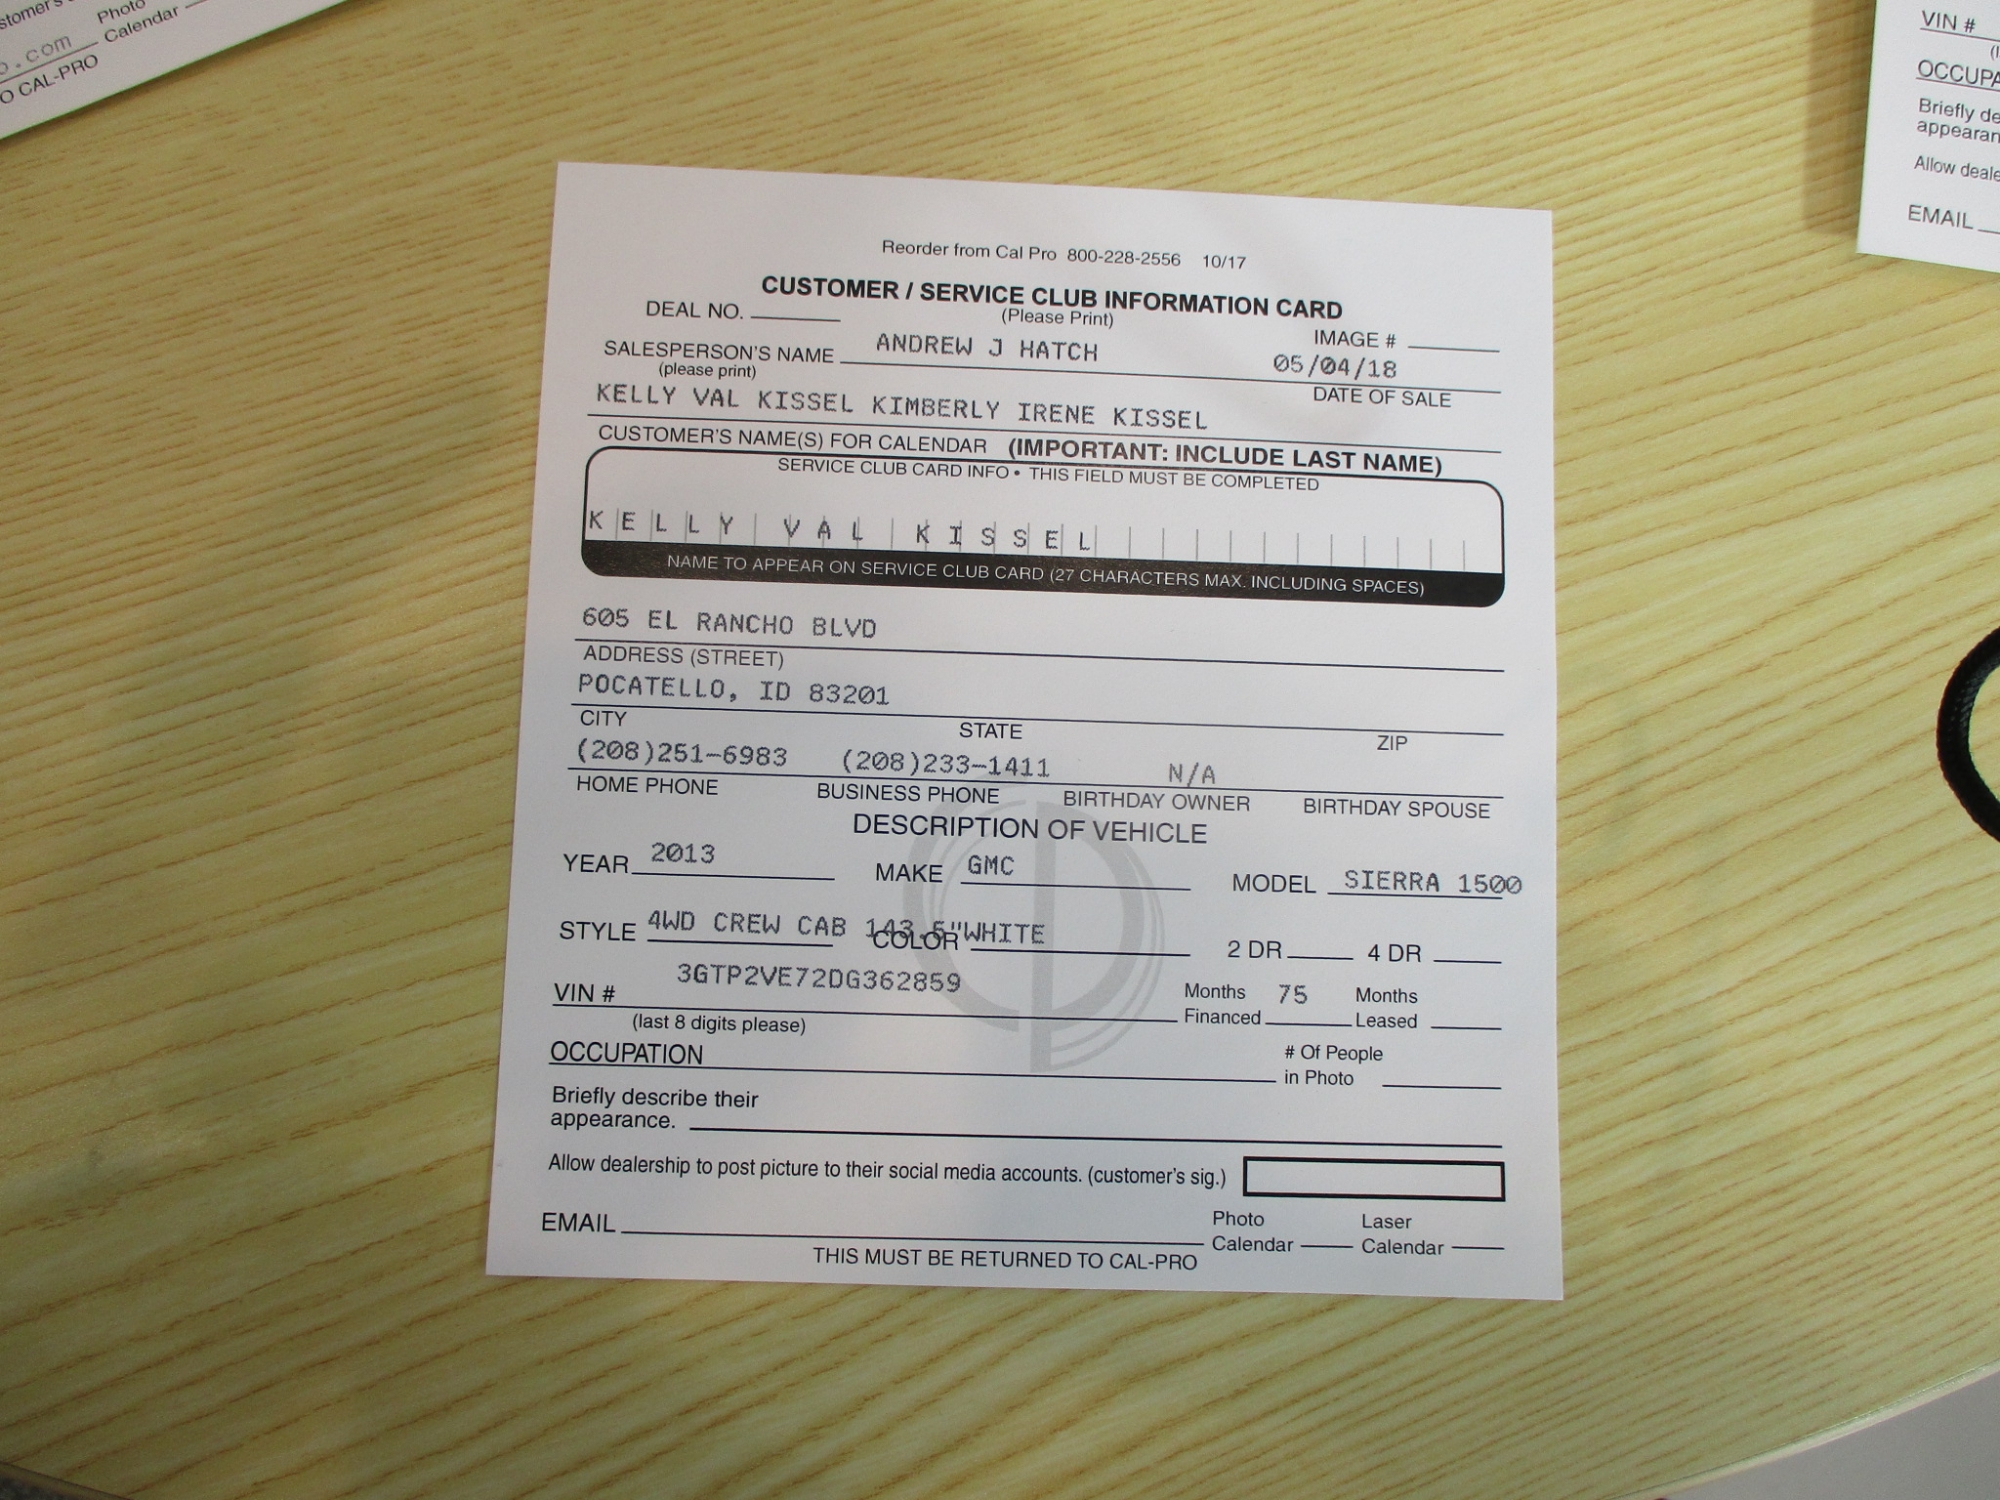 stomer's Photo
o.com Calendar
O CAL-PRO
VIN #
OCCUPA
Briefly de
appearan
Allow deale
EMAIL
Reorder from Cal Pro 800-228-2556 10/17
CUSTOMER / SERVICE CLUB INFORMATION CARD
DEAL NO. (Please Print) IMAGE #
SALESPERSON'S NAME ANDREW J HATCH 05/04/18
(please print) DATE OF SALE
KELLY VAL KISSEL KIMBERLY IRENE KISSEL
CUSTOMER'S NAME(S) FOR CALENDAR (IMPORTANT: INCLUDE LAST NAME)
SERVICE CLUB CARD INFO • THIS FIELD MUST BE COMPLETED
KELLY VAL KISSEL
NAME TO APPEAR ON SERVICE CLUB CARD (27 CHARACTERS MAX. INCLUDING SPACES)
605 EL RANCHO BLVD
ADDRESS (STREET)
POCATELLO, ID 83201
CITY STATE ZIP
(208)251-6983 (208)233-1411 N/A
HOME PHONE BUSINESS PHONE BIRTHDAY OWNER BIRTHDAY SPOUSE
DESCRIPTION OF VEHICLE
YEAR 2013 MAKE GMC MODEL SIERRA 1500
STYLE 4WD CREW CAB 143.5" COLOR WHITE 2 DR 4 DR
VIN # 3GTP2VE72DG362859 Months Financed 75 Months Leased
(last 8 digits please)
OCCUPATION # Of People in Photo
Briefly describe their
appearance.
Allow dealership to post picture to their social media accounts. (customer's sig.)
EMAIL Photo Calendar Laser Calendar
THIS MUST BE RETURNED TO CAL-PRO